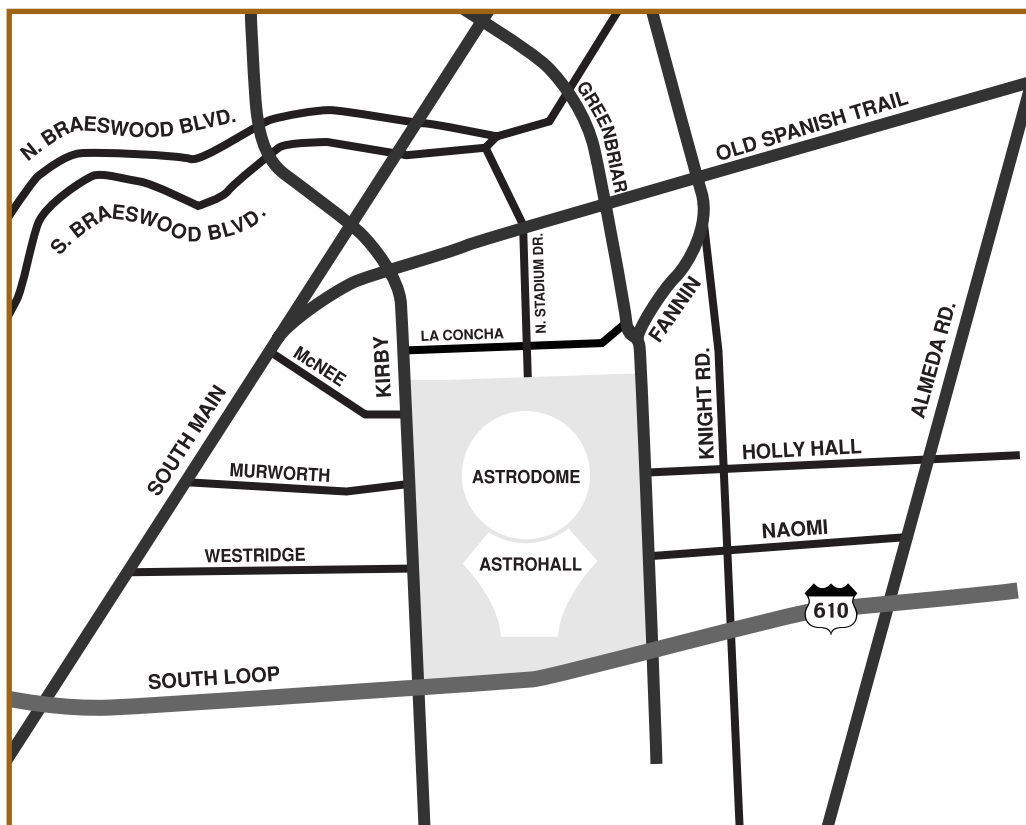 N. BRAESWOOD BLVD.
S. BRAESWOOD BLVD.
GREENBRIAR
OLD SPANISH TRAIL
N. STADIUM DR.
FANNIN
LA CONCHA
KIRBY
McNEE
KNIGHT RD.
ALMEDA RD.
SOUTH MAIN
MURWORTH
ASTRODOME
HOLLY HALL
NAOMI
WESTRIDGE
ASTROHALL
610
SOUTH LOOP